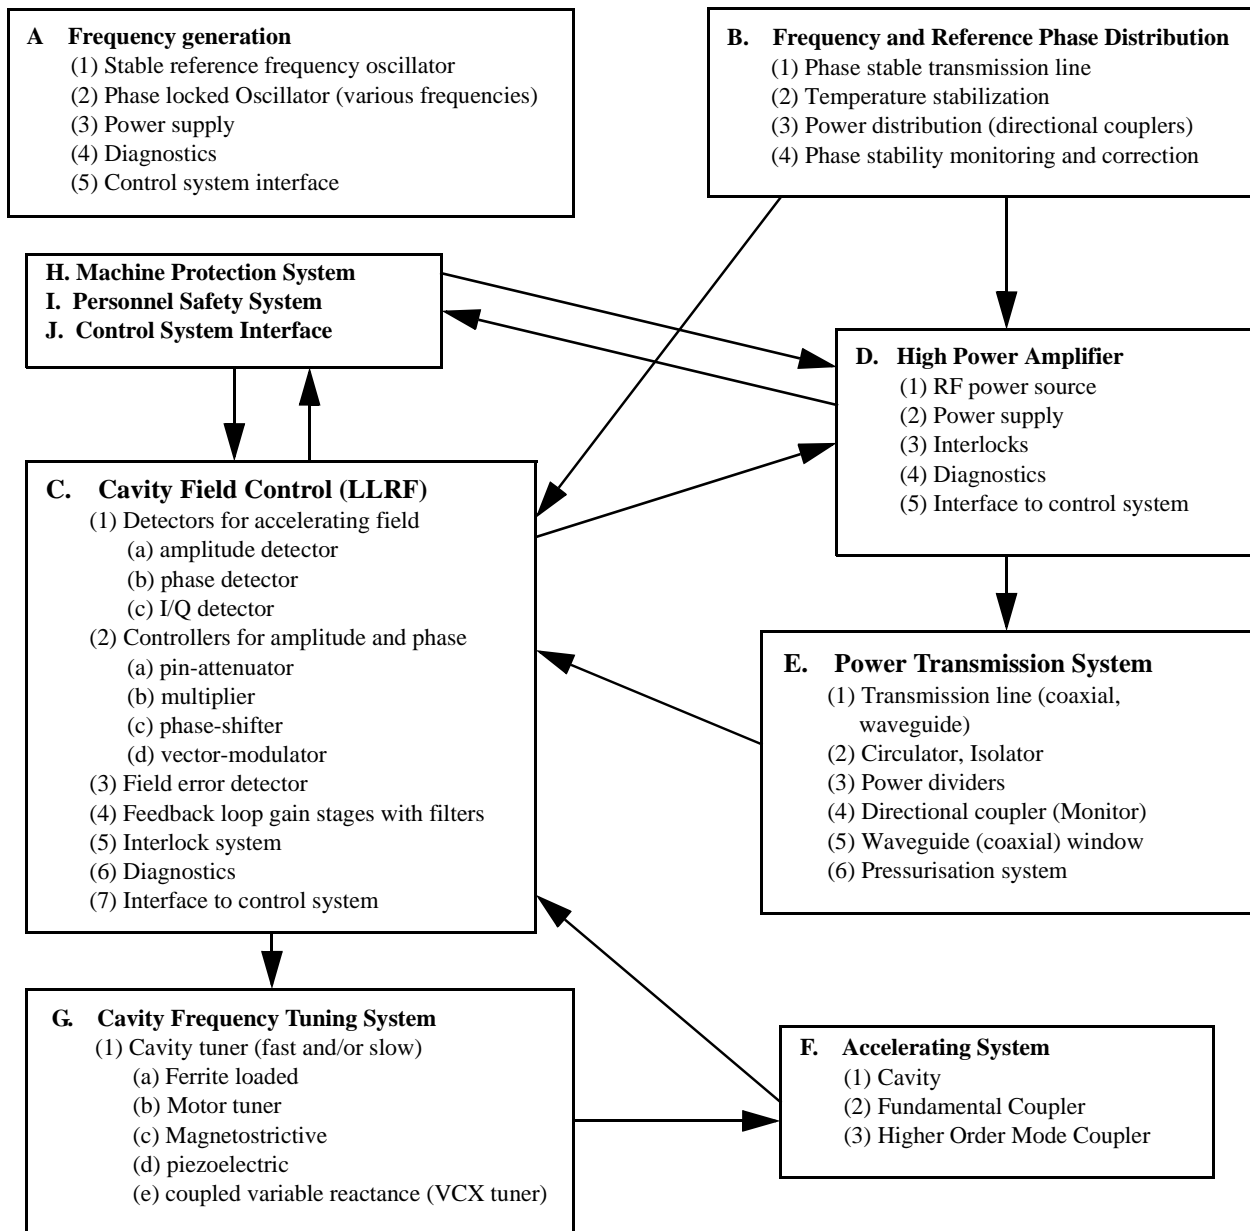 A Frequency generation
(1) Stable reference frequency oscillator
(2) Phase locked Oscillator (various frequencies)
(3) Power supply
(4) Diagnostics
(5) Control system interface
B. Frequency and Reference Phase Distribution
(1) Phase stable transmission line
(2) Temperature stabilization
(3) Power distribution (directional couplers)
(4) Phase stability monitoring and correction
H. Machine Protection System
I. Personnel Safety System
J. Control System Interface
D. High Power Amplifier
(1) RF power source
(2) Power supply
(3) Interlocks
(4) Diagnostics
(5) Interface to control system
C. Cavity Field Control (LLRF)
(1) Detectors for accelerating field
(a) amplitude detector
(b) phase detector
(c) I/Q detector
(2) Controllers for amplitude and phase
(a) pin-attenuator
(b) multiplier
(c) phase-shifter
(d) vector-modulator
(3) Field error detector
(4) Feedback loop gain stages with filters
(5) Interlock system
(6) Diagnostics
(7) Interface to control system
E. Power Transmission System
(1) Transmission line (coaxial,
waveguide)
(2) Circulator, Isolator
(3) Power dividers
(4) Directional coupler (Monitor)
(5) Waveguide (coaxial) window
(6) Pressurisation system
G. Cavity Frequency Tuning System
(1) Cavity tuner (fast and/or slow)
(a) Ferrite loaded
(b) Motor tuner
(c) Magnetostrictive
(d) piezoelectric
(e) coupled variable reactance (VCX tuner)
F. Accelerating System
(1) Cavity
(2) Fundamental Coupler
(3) Higher Order Mode Coupler